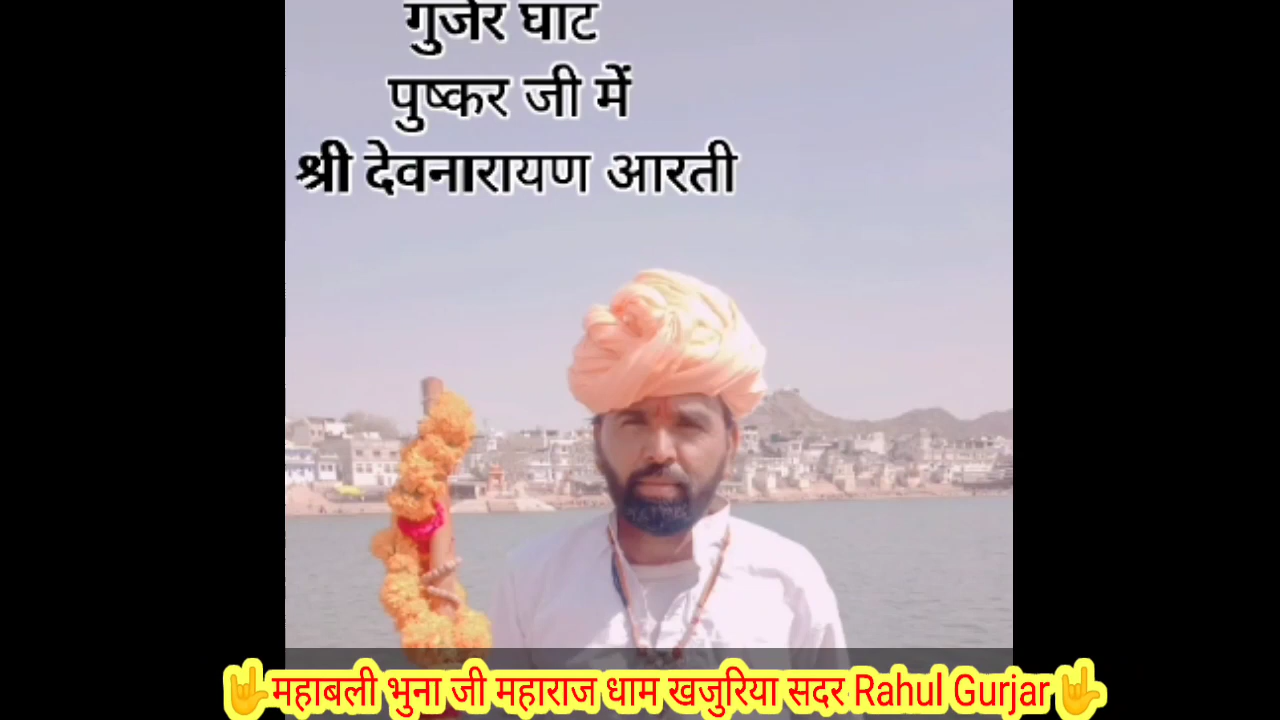 गुर्जर घाट
पुष्कर जी में
श्री देवनारायण आरती
🤟महाबली भुना जी महाराज धाम खजुरिया सदर Rahul Gurjar🤟